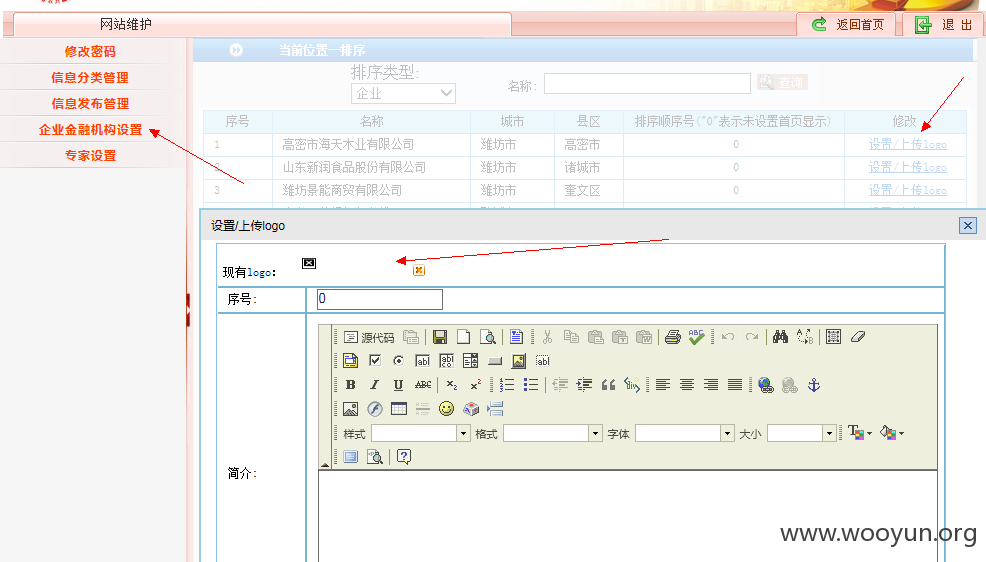 网站维护
返回首页
退 出
修改密码
信息分类管理
信息发布管理
企业金融机构设置
专家设置
当前位置—排序
排序类型:
企业
名称:
查询
序号 名称 城市 县区 排序顺序号("0"表示未设置首页显示) 修改
1 高密市海天木业有限公司 潍坊市 高密市 0 设置/上传logo
2 山东新润食品股份有限公司 潍坊市 诸城市 0 设置/上传logo
3 潍坊景能商贸有限公司 潍坊市 奎文区 0 设置/上传logo
设置/上传logo
现有logo:
序号: 0
源代码
样式 格式 字体 大小
简介:
www.wooyun.org